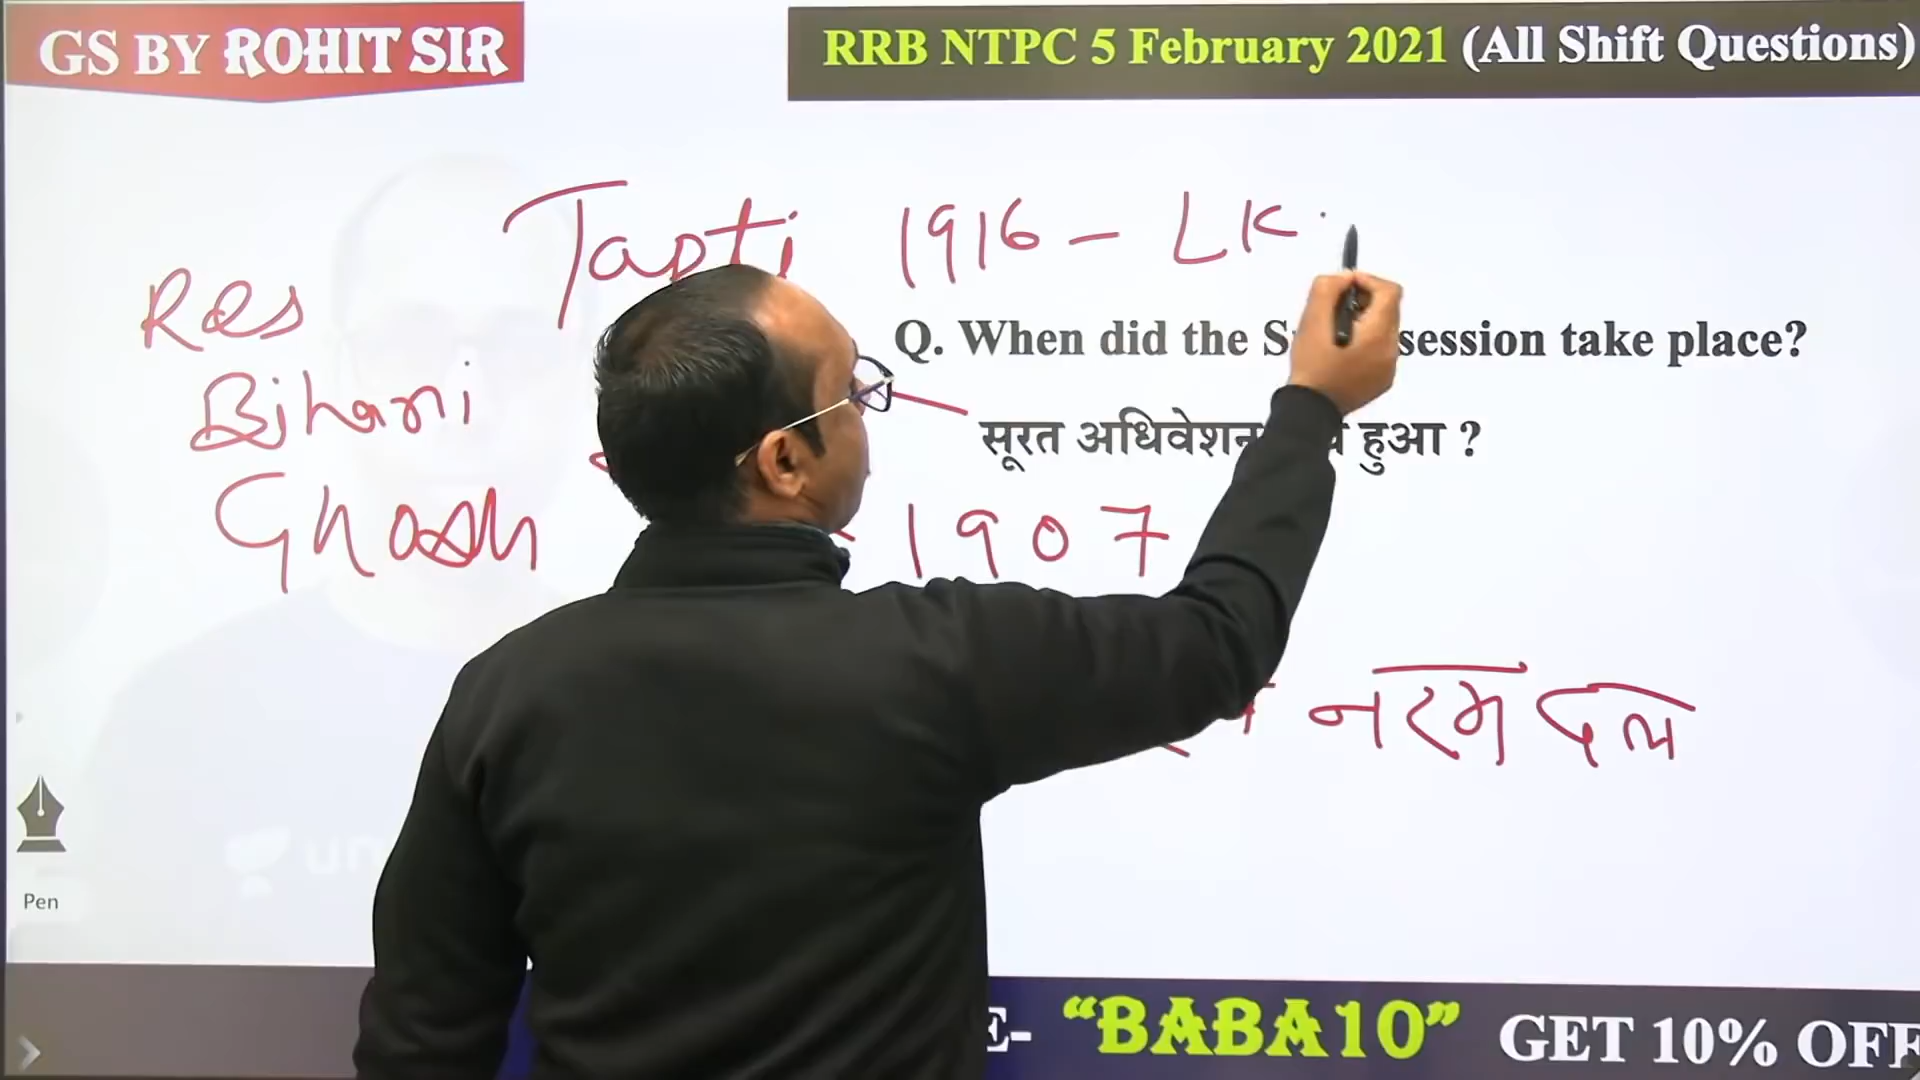 GS BY ROHIT SIR
RRB NTPC 5 February 2021 (All Shift Questions)
Tapti 1916 - LK
Ras
Bihari
Ghosh
Q. When did the session take place?
सूरत अधिवेशन हुआ ?
1907
नरम दल
Pen
"BABA10" GET 10% OFF